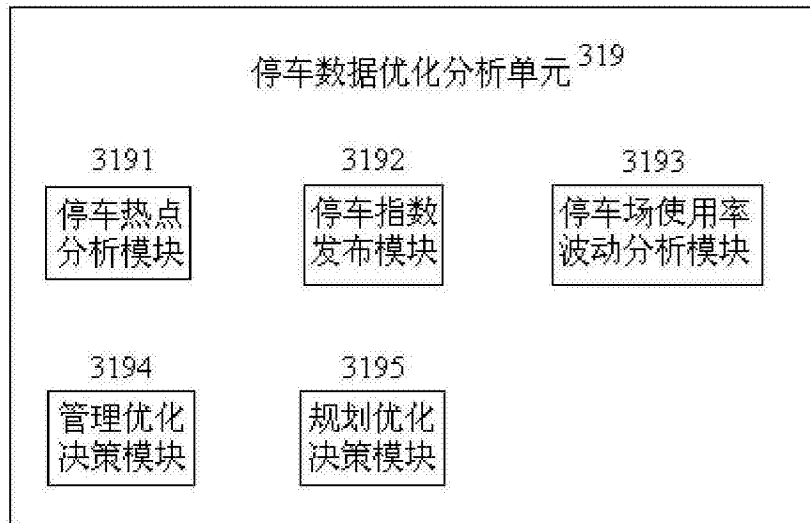 停车数据优化分析单元319
3191
停车热点
分析模块
3192
停车指数
发布模块
3193
停车场使用率
波动分析模块
3194
管理优化
决策模块
3195
规划优化
决策模块